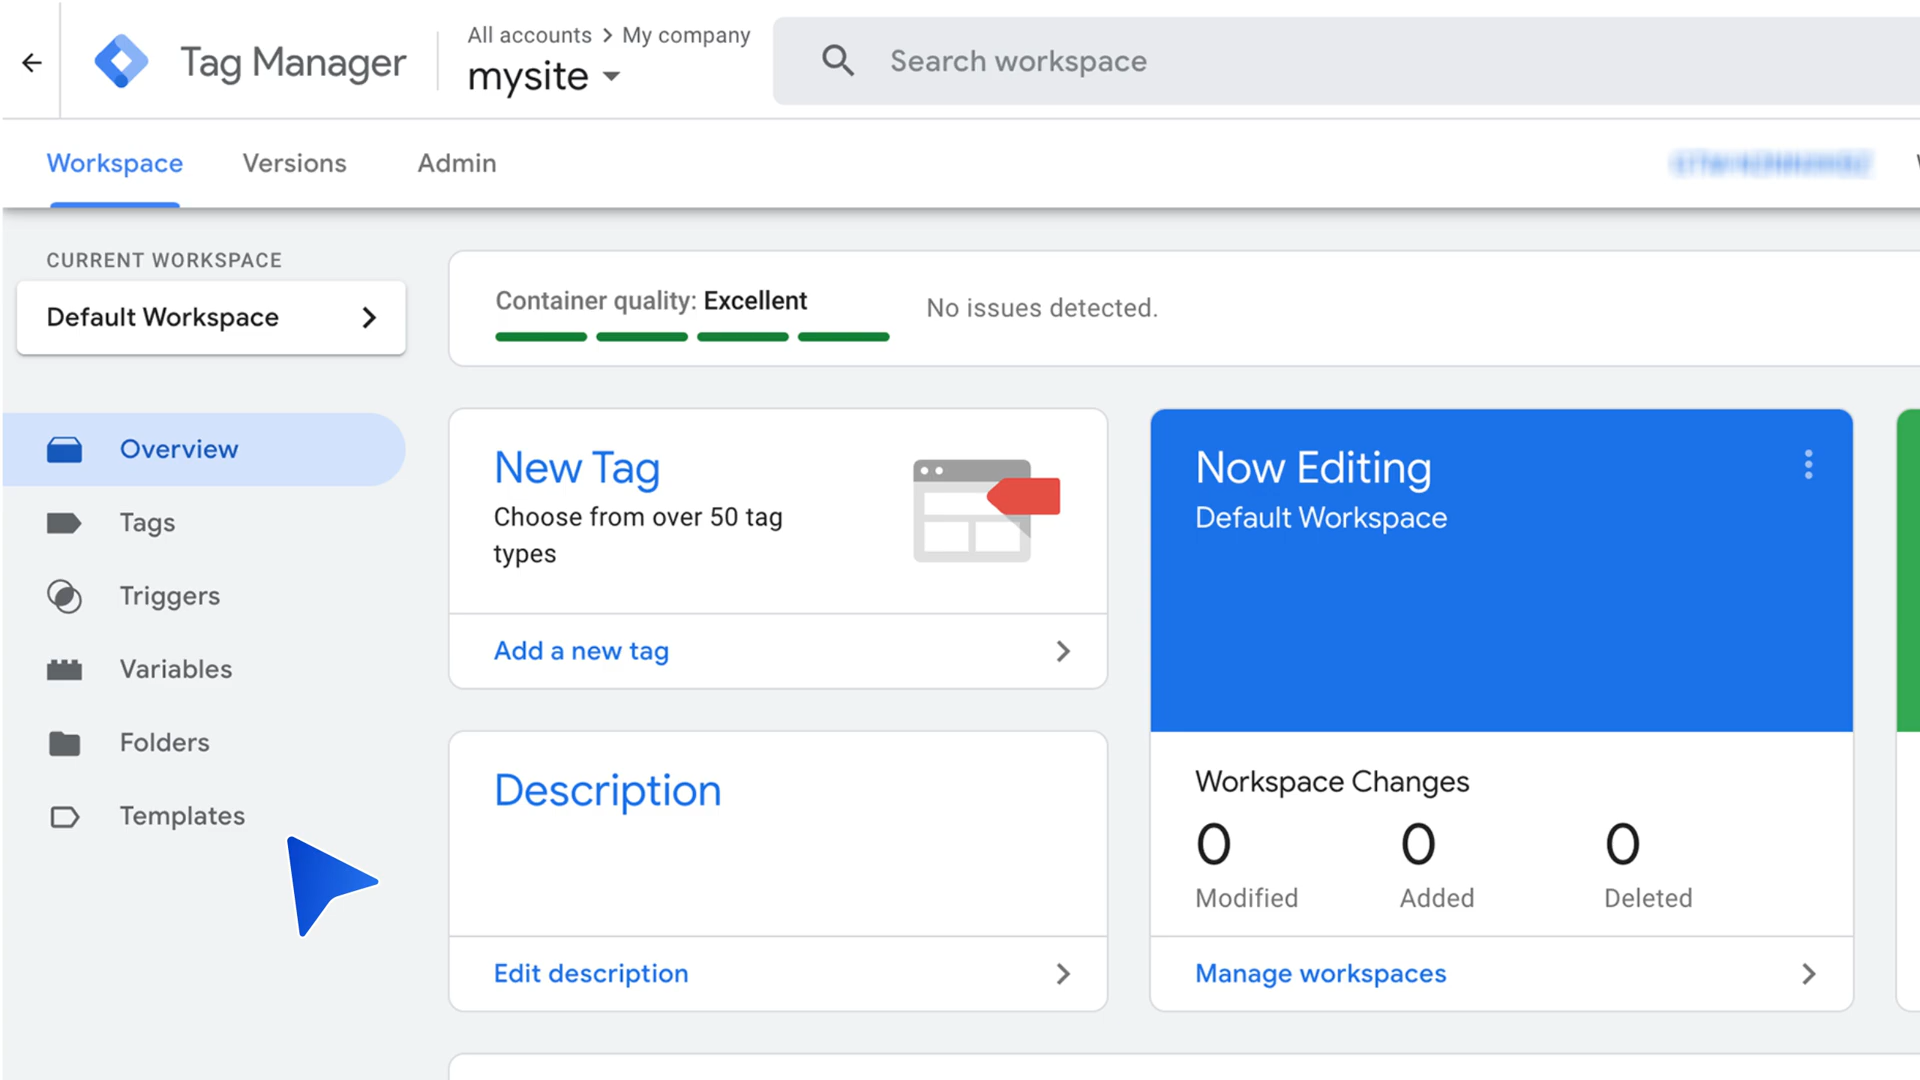 Tag Manager
All accounts > My company
mysite
Search workspace
Workspace
Versions
Admin
CURRENT WORKSPACE
Default Workspace
Overview
Tags
Triggers
Variables
Folders
Templates
Container quality: Excellent
No issues detected.
New Tag
Choose from over 50 tag
types
Add a new tag
Description
Edit description
Now Editing
Default Workspace
Workspace Changes
0 0 0
Modified Added Deleted
Manage workspaces